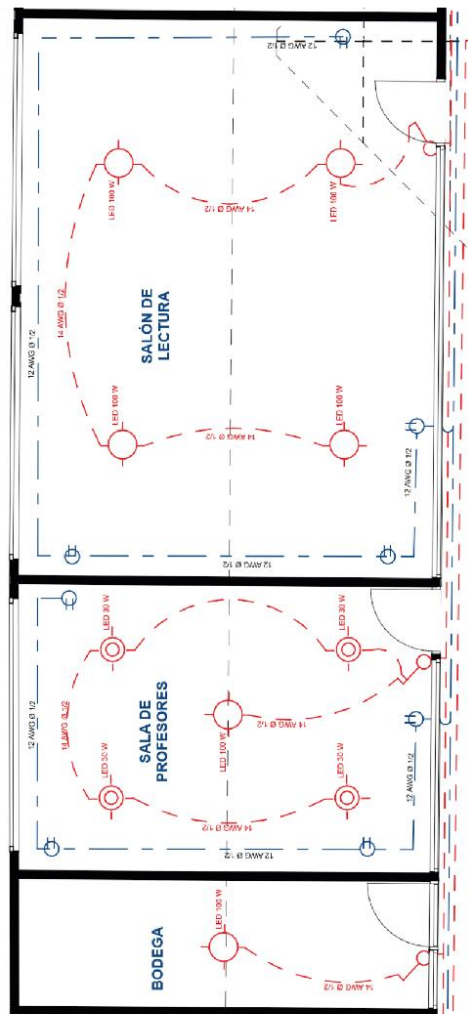 12 AWG Ø 1/2
LED 100 W
LED 100 W
14 AWG Ø 1/2
14 AWG Ø 1/2
12 AWG Ø 1/2
SALÓN DE
LECTURA
LED 100 W
LED 100 W
14 AWG Ø 1/2
12 AWG Ø 1/2
12 AWG Ø 1/2
12 AWG Ø 1/2
LED 30 W
LED 30 W
14 AWG Ø 1/2
SALA DE
PROFESORES
LED 100 W
14 AWG Ø 1/2
LED 30 W
LED 30 W
14 AWG Ø 1/2
12 AWG Ø 1/2
12 AWG Ø 1/2
BODEGA
LED 100 W
14 AWG Ø 1/2